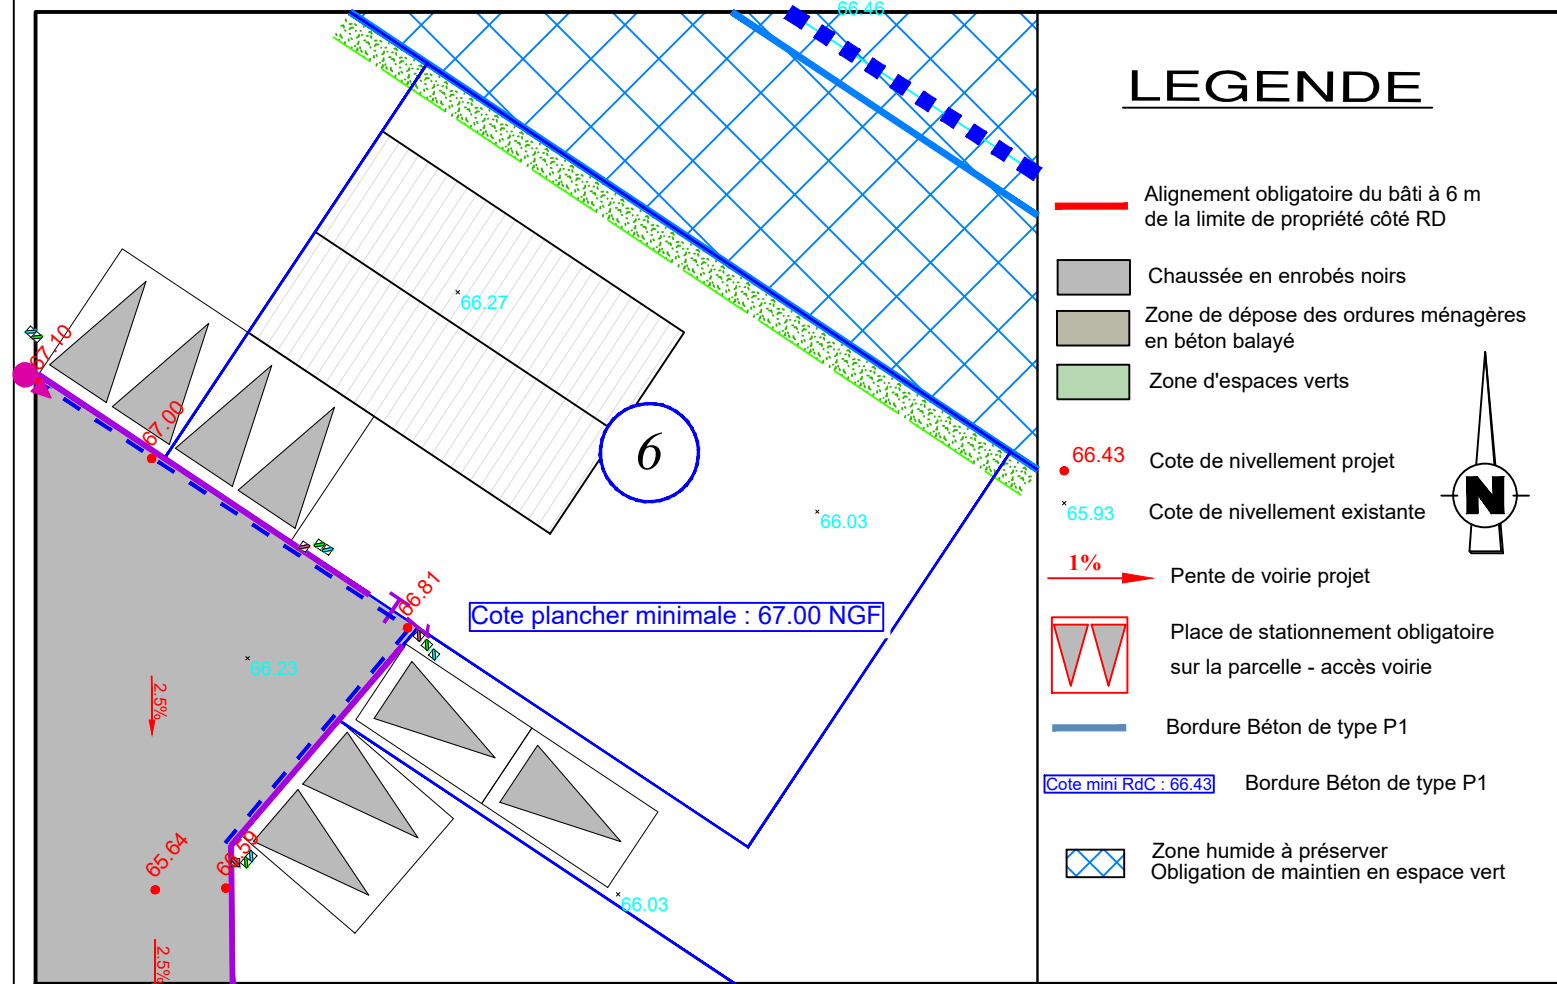 66.46
66.27
67.10
67.00
6
66.03
66.81
Cote plancher minimale : 67.00 NGF
66.23
2.5%
65.64
66.59
66.03
2.5%
LEGENDE
Alignement obligatoire du bâti à 6 m
de la limite de propriété côté RD
Chaussée en enrobés noirs
Zone de dépose des ordures ménagères
en béton balayé
Zone d'espaces verts
66.43
Cote de nivellement projet
65.93
Cote de nivellement existante
N
1%
Pente de voirie projet
Place de stationnement obligatoire
sur la parcelle - accès voirie
Bordure Béton de type P1
Cote mini RdC : 66.43
Bordure Béton de type P1
Zone humide à préserver
Obligation de maintien en espace vert